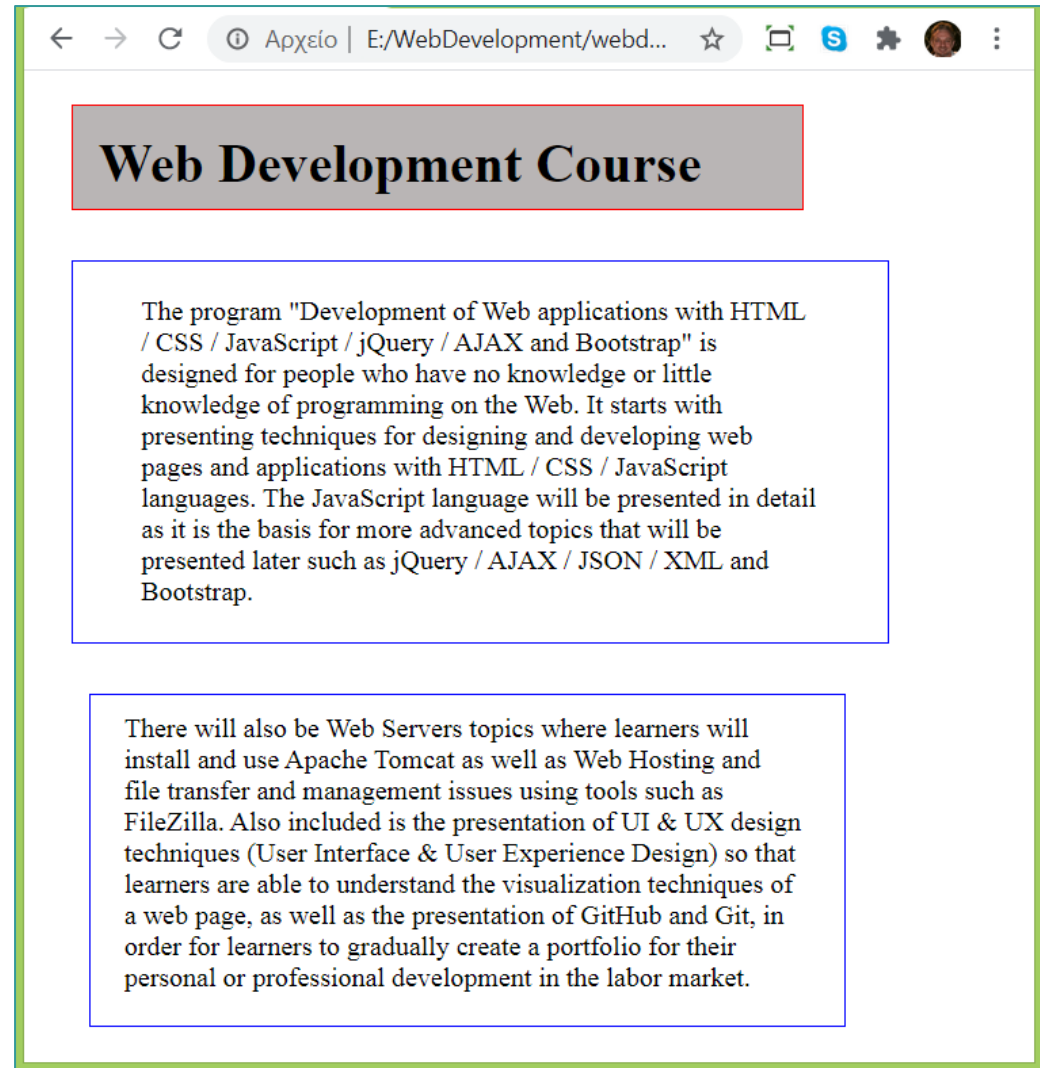 Αρχείο | E:/WebDevelopment/webd...
Web Development Course
The program "Development of Web applications with HTML
/ CSS / JavaScript / jQuery / AJAX and Bootstrap" is
designed for people who have no knowledge or little
knowledge of programming on the Web. It starts with
presenting techniques for designing and developing web
pages and applications with HTML / CSS / JavaScript
languages. The JavaScript language will be presented in detail
as it is the basis for more advanced topics that will be
presented later such as jQuery / AJAX / JSON / XML and
Bootstrap.
There will also be Web Servers topics where learners will
install and use Apache Tomcat as well as Web Hosting and
file transfer and management issues using tools such as
FileZilla. Also included is the presentation of UI & UX design
techniques (User Interface & User Experience Design) so that
learners are able to understand the visualization techniques of
a web page, as well as the presentation of GitHub and Git, in
order for learners to gradually create a portfolio for their
personal or professional development in the labor market.